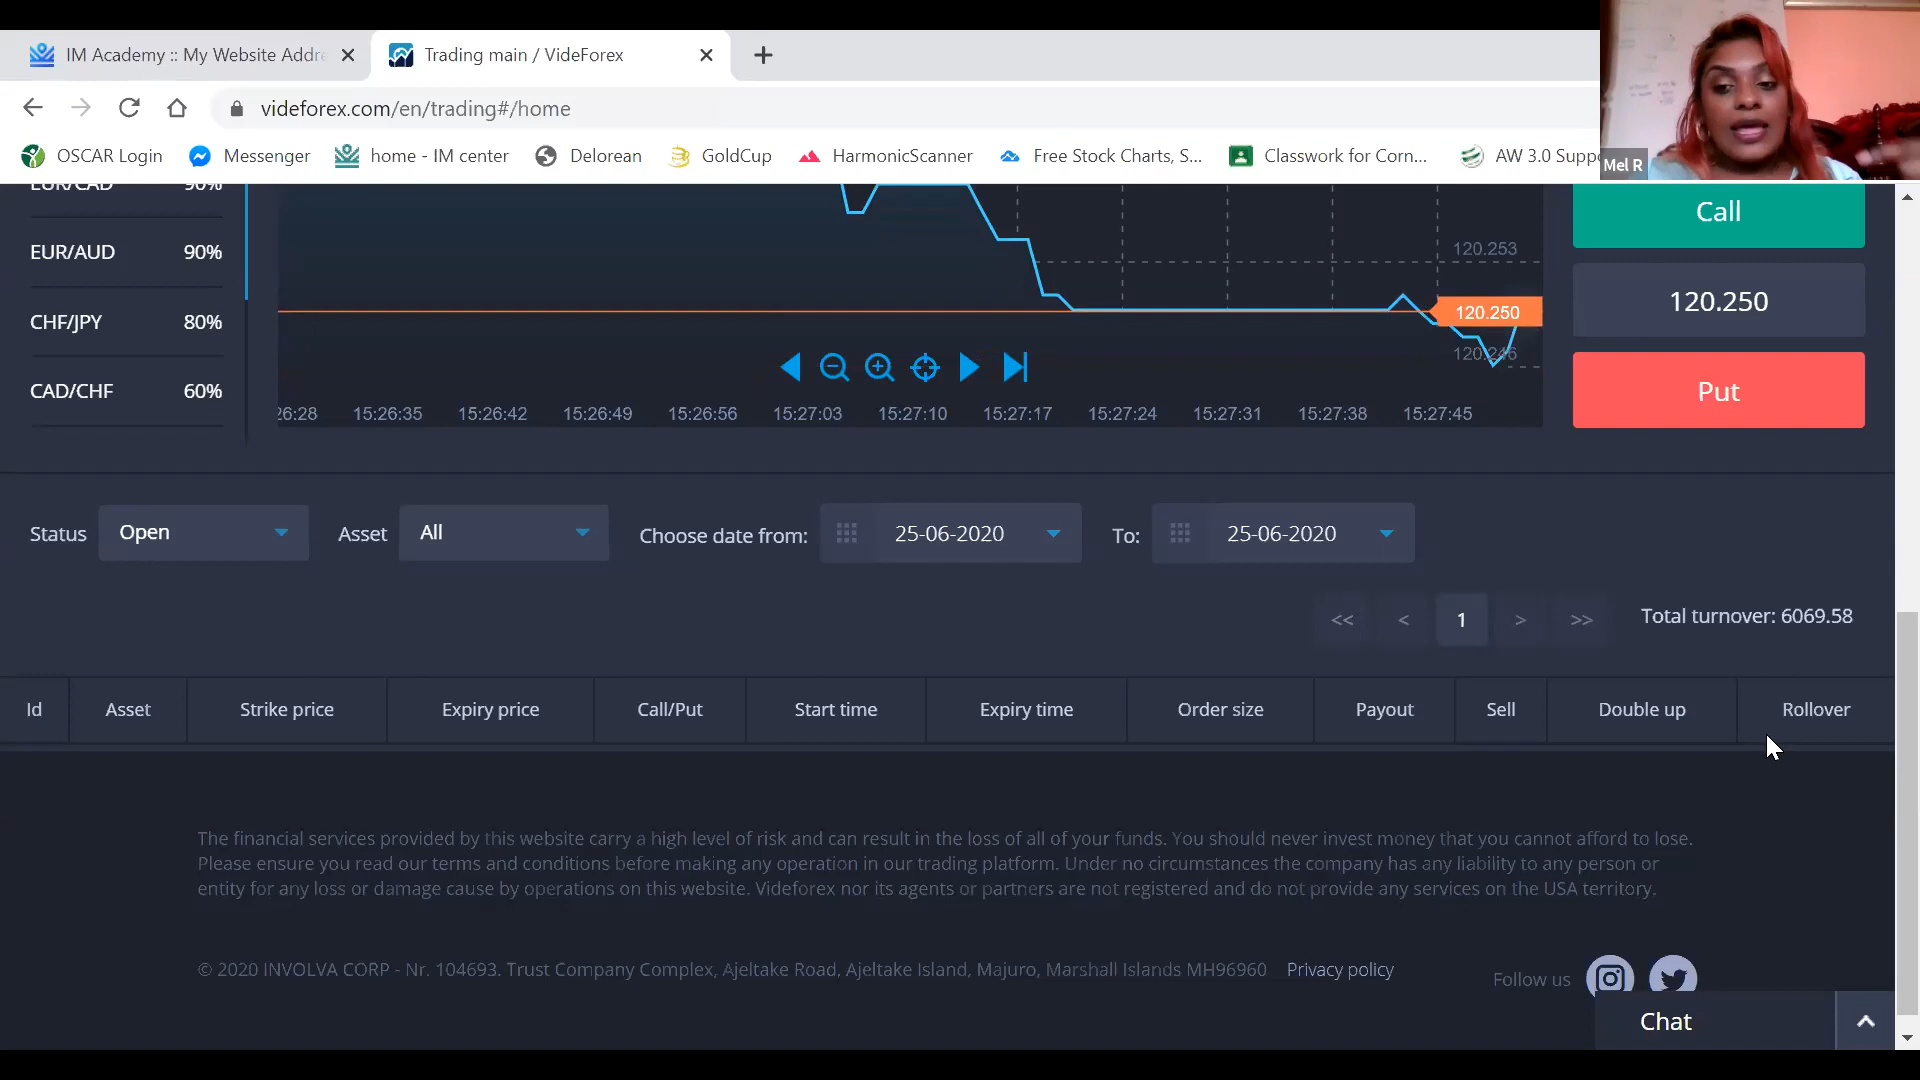 IM Academy :: My Website Addre
Trading main / VideForex
videforex.com/en/trading#/home
OSCAR Login
Messenger
home - IM center
Delorean
GoldCup
HarmonicScanner
Free Stock Charts, S...
Classwork for Corn...
AW 3.0 Suppo
Mel R
EUR/CAD 90%
EUR/AUD 90%
CHF/JPY 80%
CAD/CHF 60%
120.253
120.250
120.246
26:28 15:26:35 15:26:42 15:26:49 15:26:56 15:27:03 15:27:10 15:27:17 15:27:24 15:27:31 15:27:38 15:27:45
Call
120.250
Put
Status Open Asset All Choose date from: 25-06-2020 To: 25-06-2020
<< < 1 > >> Total turnover: 6069.58
Id Asset Strike price Expiry price Call/Put Start time Expiry time Order size Payout Sell Double up Rollover
The financial services provided by this website carry a high level of risk and can result in the loss of all of your funds. You should never invest money that you cannot afford to lose.
Please ensure you read our terms and conditions before making any operation in our trading platform. Under no circumstances the company has any liability to any person or
entity for any loss or damage cause by operations on this website. Videforex nor its agents or partners are not registered and do not provide any services on the USA territory.
© 2020 INVOLVA CORP - Nr. 104693. Trust Company Complex, Ajeltake Road, Ajeltake Island, Majuro, Marshall Islands MH96960 Privacy policy
Follow us
Chat